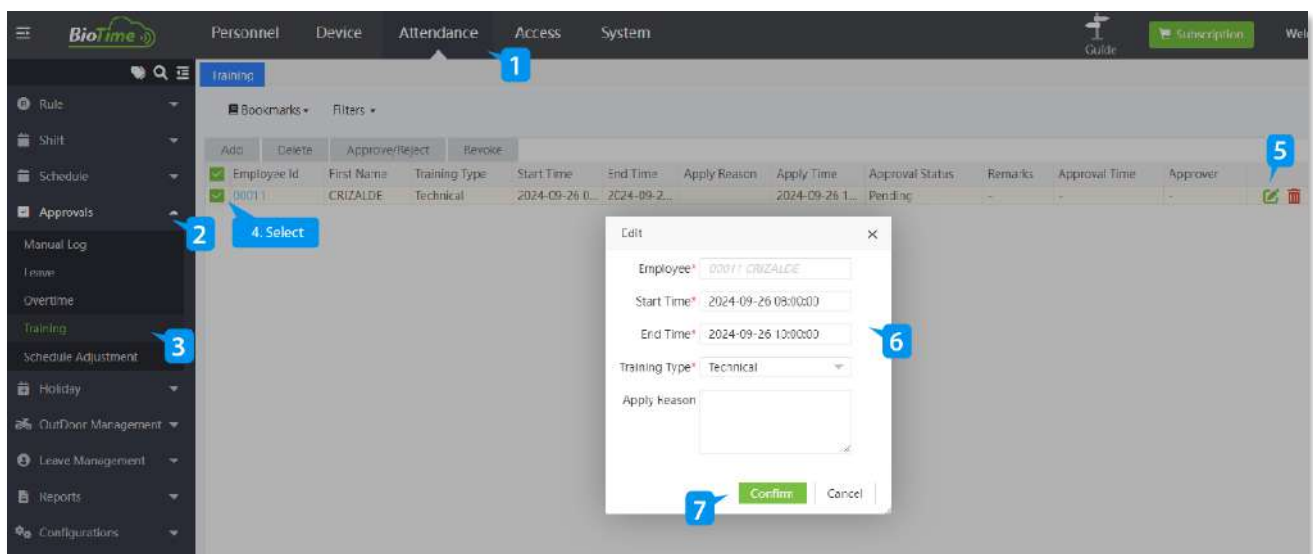 BioTime
Personnel Device Attendance Access System
Guide
Subscription
Wel
1
Training
Rule
Bookmarks Filters
Shift
Add Delete Approve/Reject Revoke
5
Schedule
Employee Id First Name Training Type Start Time End Time Apply Reason Apply Time Approval Status Remarks Approval Time Approver
00011 CRIZALDE Technical 2024-09-26 0... 2024-09-2... 2024-09-26 1... Pending - - -
Approvals
2
4. Select
Manual Log
Leave
Overtime
Training
3
Schedule Adjustment
Holiday
OutDoor Management
Leave Management
Reports
Configurations
Edit
×
Employee* 00011 CRIZALDE
Start Time* 2024-09-26 08:00:00
End Time* 2024-09-26 10:00:00
6
Training Type* Technical
Apply Reason
7
Confirm Cancel